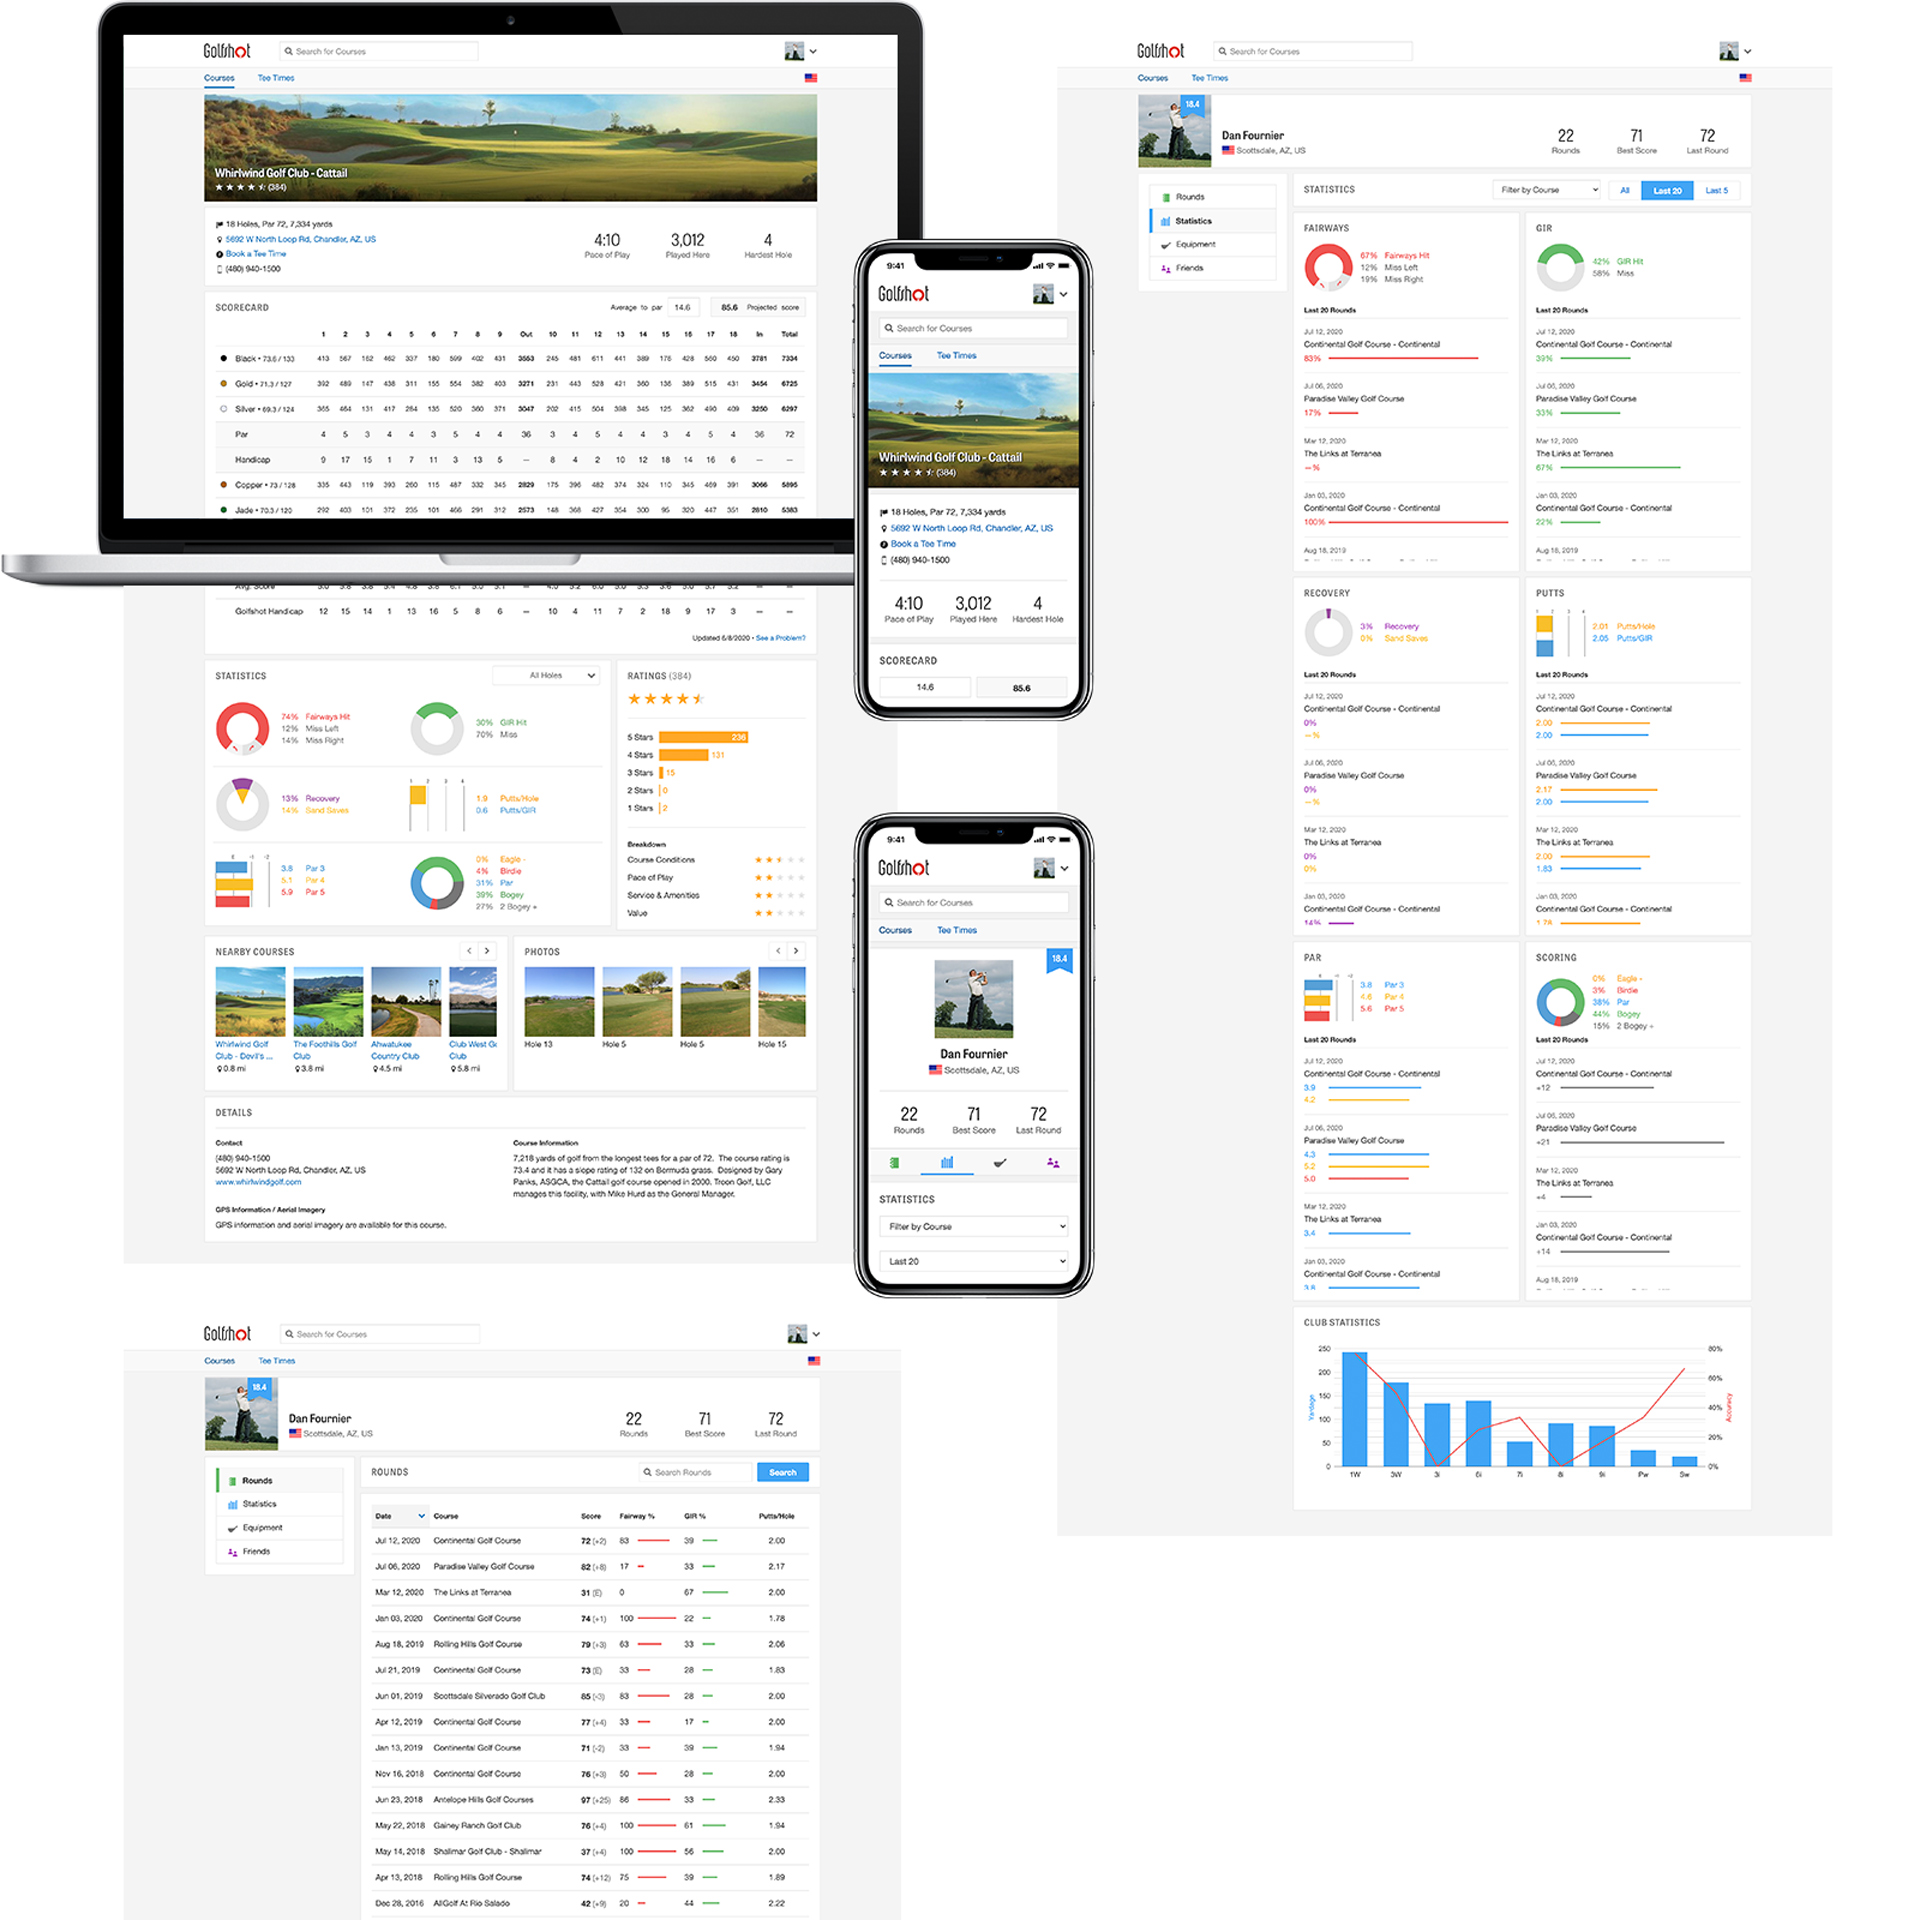 Golfshot
Search for Courses
Courses Tee Times
Whirlwind Golf Club - Cattail
(384)
18 Holes, Par 72, 7,334 yards
5692 W North Loop Rd, Chandler, AZ, US
Book a Tee Time
(480) 940-1500
4:10 3,012 4
Pace of Play Played Here Hardest Hole
SCORECARD
Average to par 14.6 85.6 Projected score
1 2 3 4 5 6 7 8 9 Out 10 11 12 13 14 15 16 17 18 In Total
Black • 73.6 / 133 413 567 182 462 337 180 599 402 431 3553 245 481 611 441 389 176 428 560 450 3781 7334
Gold • 71.3 / 127 392 489 147 438 311 155 554 382 403 3271 231 443 528 421 360 136 389 515 431 3454 6725
Silver • 69.3 / 124 365 464 131 417 284 135 520 360 371 3047 202 415 504 398 345 125 362 490 409 3250 6297
Par 4 5 3 4 4 3 5 4 4 36 3 4 5 4 4 3 4 5 4 36 72
Handicap 9 17 15 1 7 11 3 13 5 — 8 4 2 10 12 18 14 16 6 — —
Copper • 73 / 128 335 443 119 393 260 115 487 332 345 2829 175 396 482 374 324 110 345 469 391 3066 5895
Jade • 70.3 / 120 292 403 101 372 235 101 466 291 312 2573 148 368 427 354 300 95 320 447 351 2810 5383
Golfshot Handicap 12 15 14 1 13 16 5 8 6 — 10 4 11 7 2 18 9 17 3 — —
Updated 6/8/2020 • See a Problem?
STATISTICS All Holes
74% Fairways Hit
12% Miss Left
14% Miss Right
30% GIR Hit
70% Miss
13% Recovery
14% Sand Saves
1 2 3 4
1.9 Putts/Hole
0.6 Putts/GIR
0 -1 -2
3.8 Par 3
5.1 Par 4
5.9 Par 5
0% Eagle -
4% Birdie
31% Par
39% Bogey
27% 2 Bogey +
RATINGS (384)
5 Stars 236
4 Stars 131
3 Stars 15
2 Stars 0
1 Stars 2
Breakdown
Course Conditions
Pace of Play
Service & Amenities
Value
NEARBY COURSES
Whirlwind Golf Club - Devil's ...
0.8 mi
The Foothills Golf Club
3.8 mi
Ahwatukee Country Club
4.5 mi
Club West Go
Club
5.8 mi
PHOTOS
Hole 13 Hole 5 Hole 5 Hole 15
DETAILS
Contact
(480) 940-1500
5692 W North Loop Rd, Chandler, AZ, US
www.whirlwindgolf.com
GPS Information / Aerial Imagery
GPS information and aerial imagery are available for this course.
Course Information
7,218 yards of golf from the longest tees for a par of 72. The course rating is
73.4 and it has a slope rating of 132 on Bermuda grass. Designed by Gary
Panks, ASGCA, the Cattail golf course opened in 2000. Troon Golf, LLC
manages this facility, with Mike Hurd as the General Manager.
9:41
Golfshot
Search for Courses
Courses Tee Times
Whirlwind Golf Club - Cattail
(384)
18 Holes, Par 72, 7,334 yards
5692 W North Loop Rd, Chandler, AZ, US
Book a Tee Time
(480) 940-1500
4:10 3,012 4
Pace of Play Played Here Hardest Hole
SCORECARD
14.6 85.6
9:41
Golfshot
Search for Courses
Courses Tee Times
18.4
Dan Fournier
Scottsdale, AZ, US
22 71 72
Rounds Best Score Last Round
STATISTICS
Filter by Course
Last 20
Golfshot
Search for Courses
Courses Tee Times
18.4
Dan Fournier
Scottsdale, AZ, US
22 71 72
Rounds Best Score Last Round
Rounds
Statistics
Equipment
Friends
STATISTICS Filter by Course All Last 20 Last 5
FAIRWAYS
67% Fairways Hit
12% Miss Left
19% Miss Right
Last 20 Rounds
Jul 12, 2020
Continental Golf Course - Continental
83%
Jul 06, 2020
Paradise Valley Golf Course
17%
Mar 12, 2020
The Links at Terranea
—%
Jan 03, 2020
Continental Golf Course - Continental
100%
Aug 18, 2019
GIR
42% GIR Hit
58% Miss
Last 20 Rounds
Jul 12, 2020
Continental Golf Course - Continental
39%
Jul 06, 2020
Paradise Valley Golf Course
33%
Mar 12, 2020
The Links at Terranea
67%
Jan 03, 2020
Continental Golf Course - Continental
22%
Aug 18, 2019
RECOVERY
3% Recovery
0% Sand Saves
Last 20 Rounds
Jul 12, 2020
Continental Golf Course - Continental
0%
—%
Jul 06, 2020
Paradise Valley Golf Course
0%
—%
Mar 12, 2020
The Links at Terranea
0%
0%
Jan 03, 2020
Continental Golf Course - Continental
14%
PUTTS
1 2 3 4
2.01 Putts/Hole
2.05 Putts/GIR
Last 20 Rounds
Jul 12, 2020
Continental Golf Course - Continental
2.00
2.00
Jul 06, 2020
Paradise Valley Golf Course
2.17
2.00
Mar 12, 2020
The Links at Terranea
2.00
1.83
Jan 03, 2020
Continental Golf Course - Continental
1.78
PAR
0 -1 -2
3.8 Par 3
4.6 Par 4
5.6 Par 5
Last 20 Rounds
Jul 12, 2020
Continental Golf Course - Continental
3.9
4.2
Jul 06, 2020
Paradise Valley Golf Course
4.3
5.2
5.0
Mar 12, 2020
The Links at Terranea
3.4
Jan 03, 2020
Continental Golf Course - Continental
3.8
SCORING
0% Eagle -
3% Birdie
38% Par
44% Bogey
15% 2 Bogey +
Last 20 Rounds
Jul 12, 2020
Continental Golf Course - Continental
+12
Jul 06, 2020
Paradise Valley Golf Course
+21
Mar 12, 2020
The Links at Terranea
+4
Jan 03, 2020
Continental Golf Course - Continental
+14
Aug 18, 2019
CLUB STATISTICS
Yardage
250
200
150
100
50
0
80%
60%
40%
20%
0%
Accuracy
1W 3W 3i 6i 7i 8i 9i Pw Sw
Golfshot
Search for Courses
Courses Tee Times
18.4
Dan Fournier
Scottsdale, AZ, US
22 71 72
Rounds Best Score Last Round
Rounds
Statistics
Equipment
Friends
ROUNDS Search Rounds Search
Date Course Score Fairway % GIR % Putts/Hole
Jul 12, 2020 Continental Golf Course 72 (+2) 83 39 2.00
Jul 06, 2020 Paradise Valley Golf Course 82 (+8) 17 33 2.17
Mar 12, 2020 The Links at Terranea 31 (E) 0 67 2.00
Jan 03, 2020 Continental Golf Course 74 (+1) 100 22 1.78
Aug 18, 2019 Rolling Hills Golf Course 79 (+3) 63 33 2.06
Jul 21, 2019 Continental Golf Course 73 (E) 33 28 1.83
Jun 01, 2019 Scottsdale Silverado Golf Club 85 (-3) 83 28 2.00
Apr 12, 2019 Continental Golf Course 77 (+4) 33 17 2.00
Jan 13, 2019 Continental Golf Course 71 (-2) 33 39 1.94
Nov 16, 2018 Continental Golf Course 76 (+3) 50 28 2.00
Jun 23, 2018 Antelope Hills Golf Courses 97 (+25) 86 33 2.33
May 22, 2018 Gainey Ranch Golf Club 76 (+4) 100 61 1.94
May 14, 2018 Shalimar Golf Club - Shalimar 37 (+4) 100 56 2.00
Apr 13, 2018 Rolling Hills Golf Course 74 (+12) 75 39 1.89
Dec 28, 2016 AllGolf At Rio Salado 42 (+9) 20 44 2.22